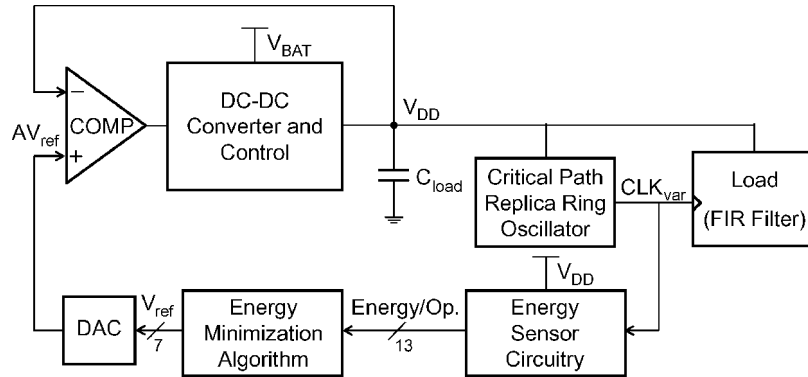 V_BAT
−
COMP
+
AV_ref
DC-DC
Converter and
Control
V_DD
C_load
Critical Path
Replica Ring
Oscillator
CLK_var
Load
(FIR Filter)
DAC
V_ref
7
Energy
Minimization
Algorithm
Energy/Op.
13
V_DD
Energy
Sensor
Circuitry